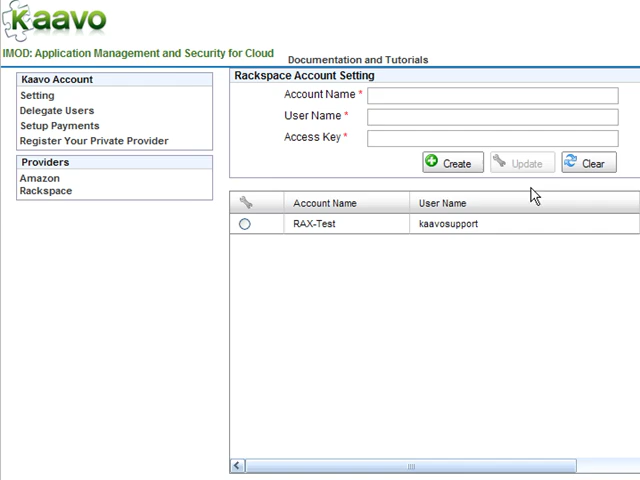 Kaavo
IMOD: Application Management and Security for Cloud
Documentation and Tutorials
Kaavo Account
Setting
Delegate Users
Setup Payments
Register Your Private Provider
Providers
Amazon
Rackspace
Rackspace Account Setting
Account Name *
User Name *
Access Key *
Create Update Clear
Account Name User Name
RAX-Test kaavosupport